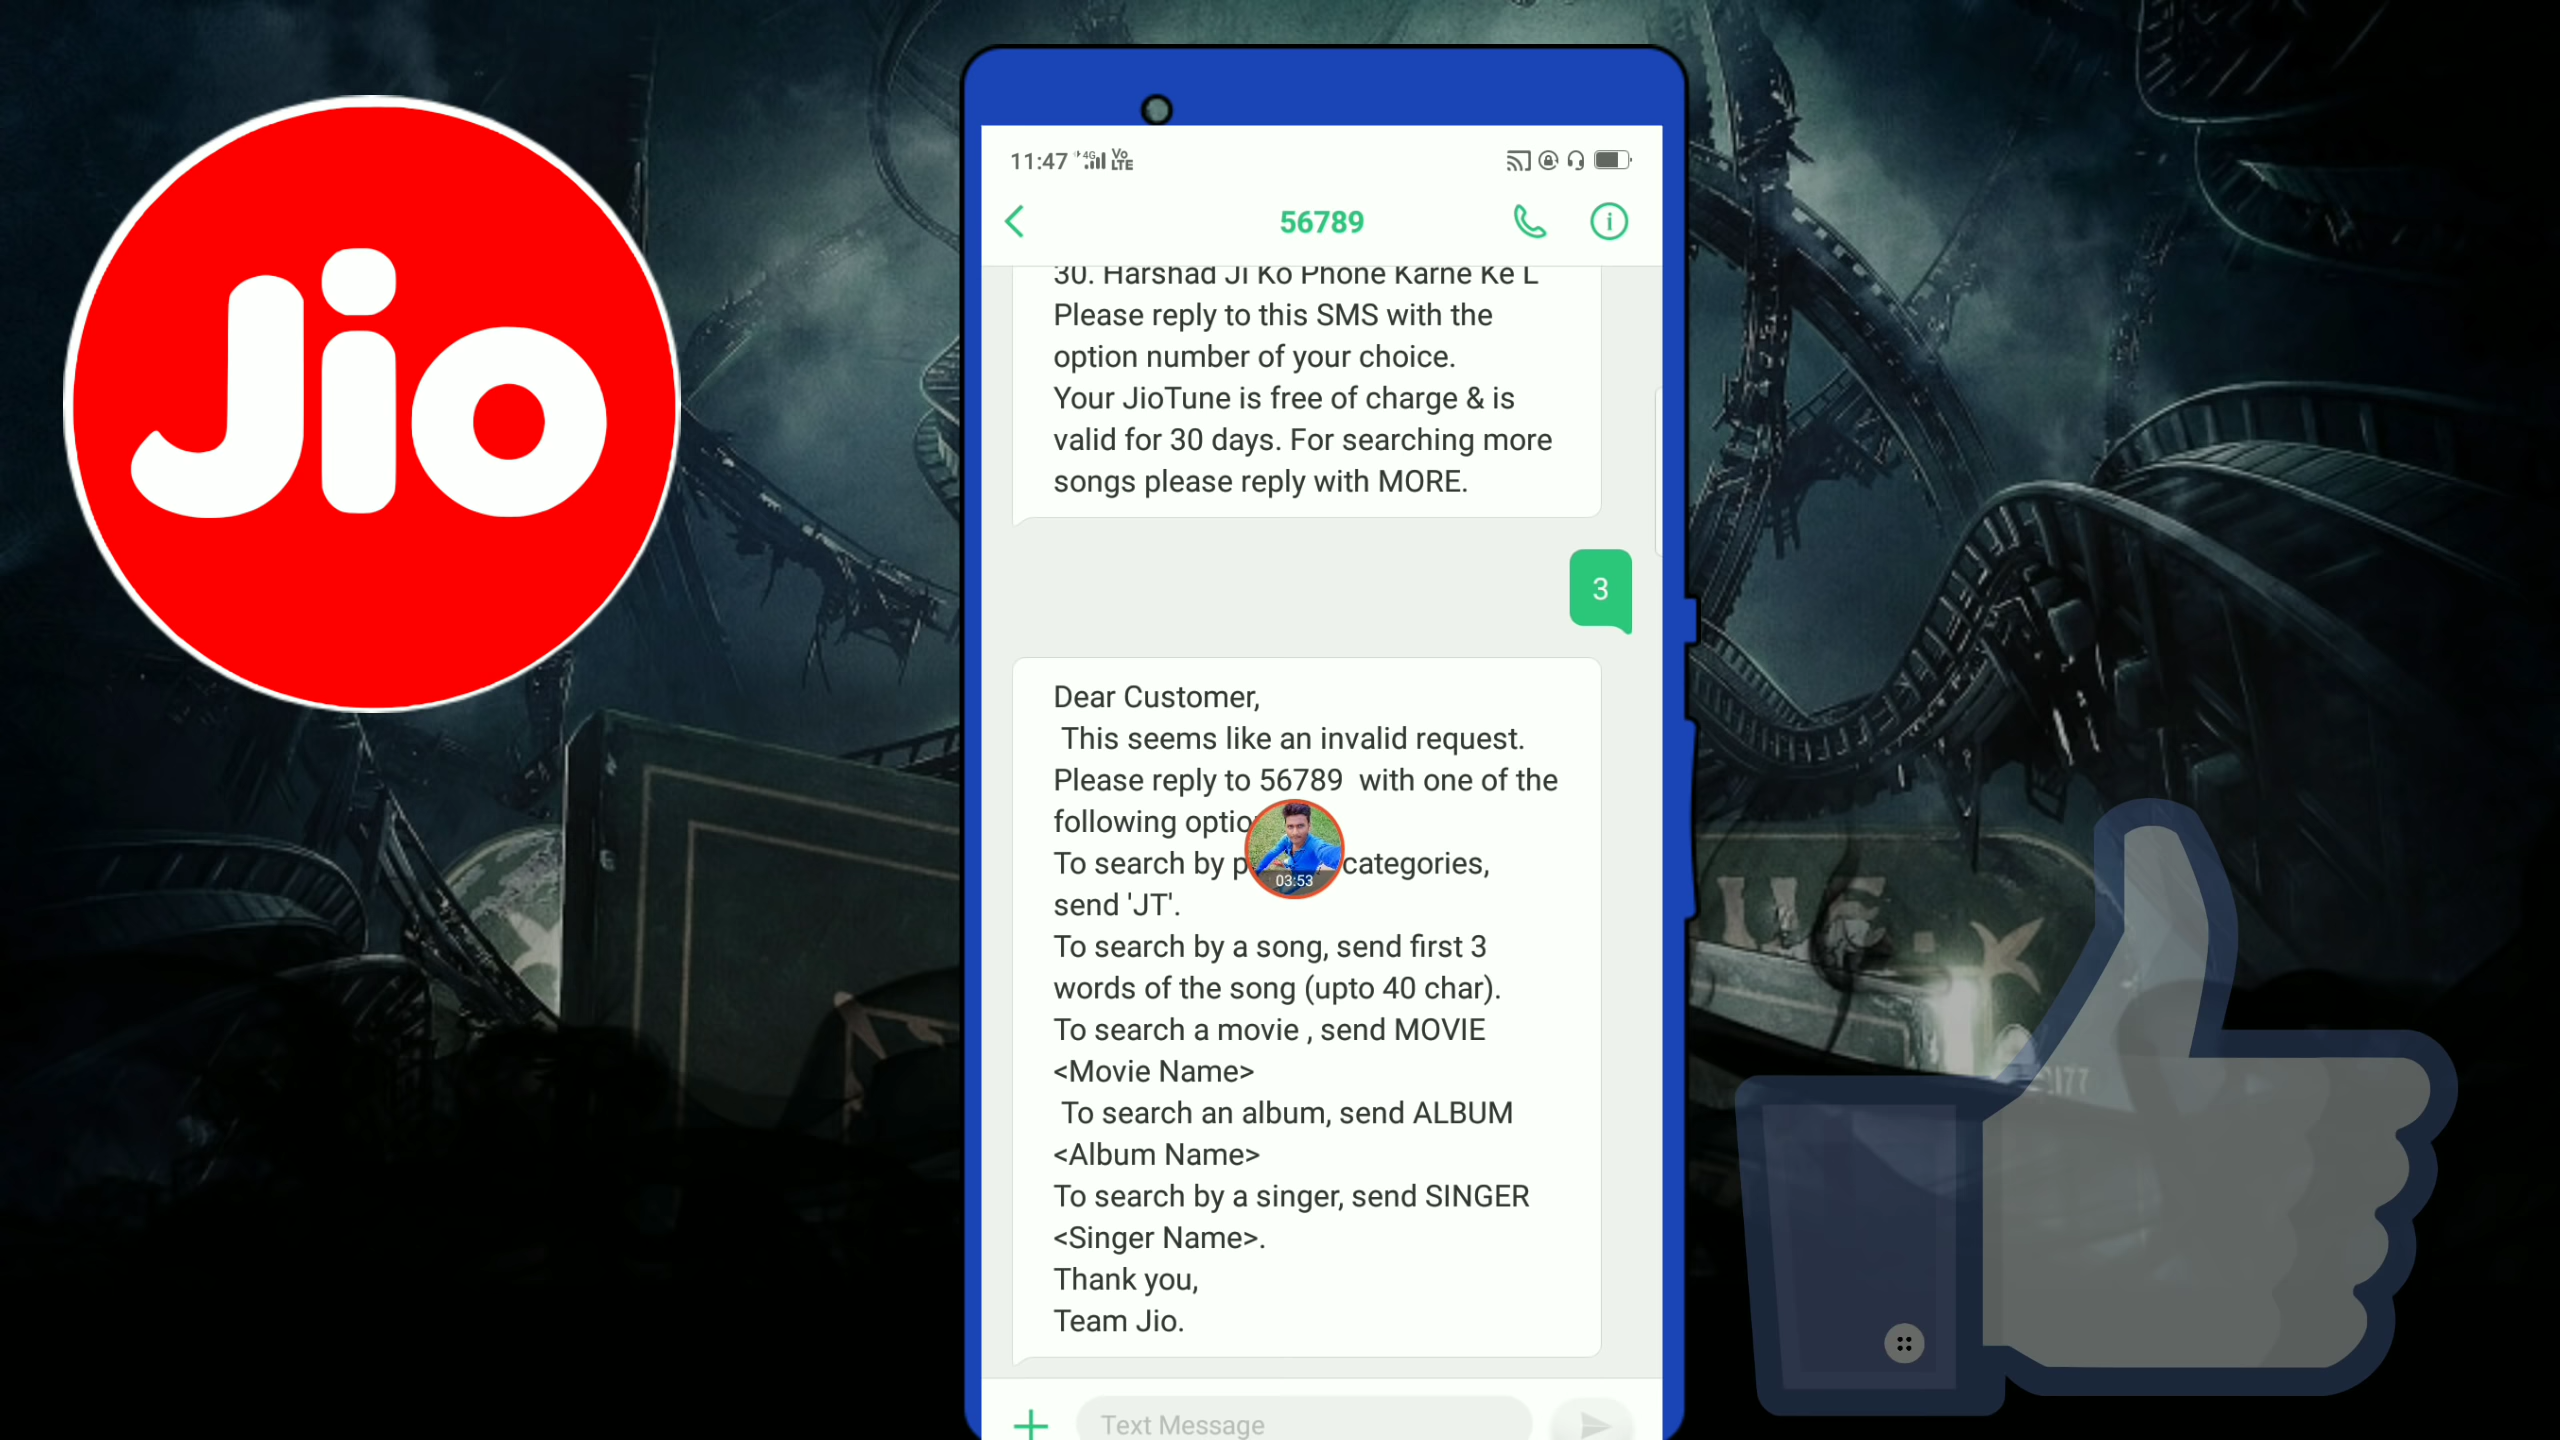 Jio
11:47 4G Vo LTE
56789
30. Harshad Ji Ko Phone Karne Ke L
Please reply to this SMS with the
option number of your choice.
Your JioTune is free of charge & is
valid for 30 days. For searching more
songs please reply with MORE.
3
Dear Customer,
This seems like an invalid request.
Please reply to 56789 with one of the
following
To search by categories,
03:53
send 'JT'.
To search by a song, send first 3
words of the song (upto 40 char).
To search a movie , send MOVIE
<Movie Name>
To search an album, send ALBUM
<Album Name>
To search by a singer, send SINGER
<Singer Name>.
Thank you,
Team Jio.
Text Message